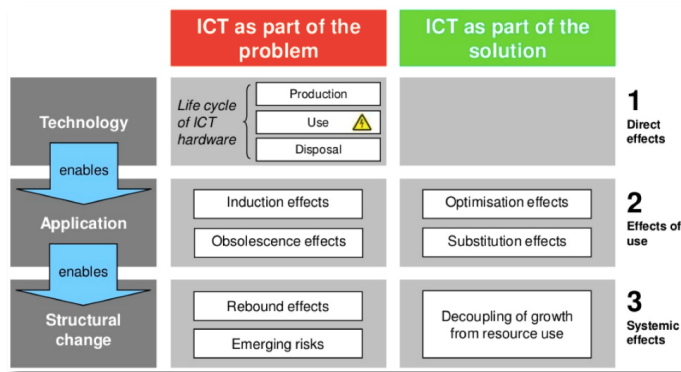 ICT as part of the
problem
ICT as part of the
solution
Technology
Life cycle
of ICT
hardware
Production
Use
Disposal
1
Direct
effects
enables
Application
Induction effects
Obsolescence effects
Optimisation effects
Substitution effects
2
Effects of
use
enables
Structural
change
Rebound effects
Emerging risks
Decoupling of growth
from resource use
3
Systemic
effects